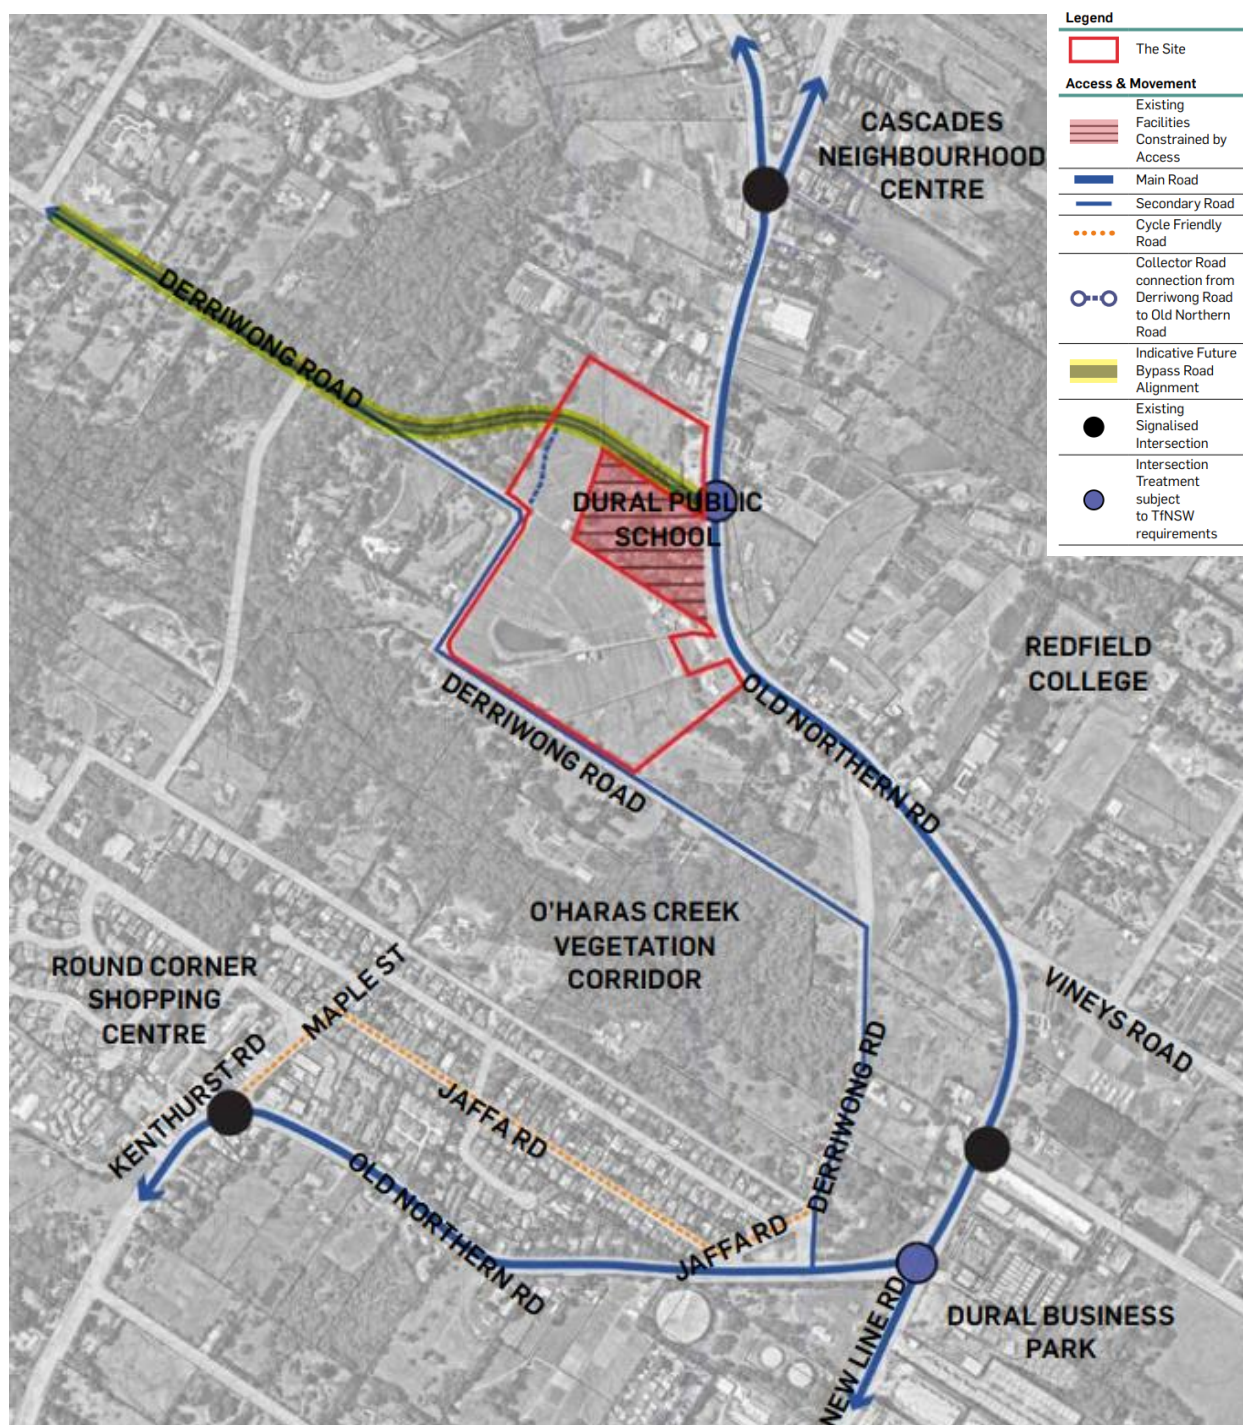 Legend
The Site
Access & Movement
Existing
Facilities
Constrained by
Access
Main Road
Secondary Road
Cycle Friendly
Road
Collector Road
connection from
Derriwong Road
to Old Northern
Road
Indicative Future
Bypass Road
Alignment
Existing
Signalised
Intersection
Intersection
Treatment
subject
to TfNSW
requirements
CASCADES
NEIGHBOURHOOD
CENTRE
DERRIWONG ROAD
DURAL PUBLIC
SCHOOL
REDFIELD
COLLEGE
DERRIWONG ROAD
OLD NORTHERN RD
O'HARAS CREEK
VEGETATION
CORRIDOR
ROUND CORNER
SHOPPING
CENTRE
MAPLE ST
VINEYS ROAD
KENTHURST RD
JAFFA RD
DERRIWONG RD
OLD NORTHERN RD
JAFFA RD
NEW LINE RD
DURAL BUSINESS
PARK